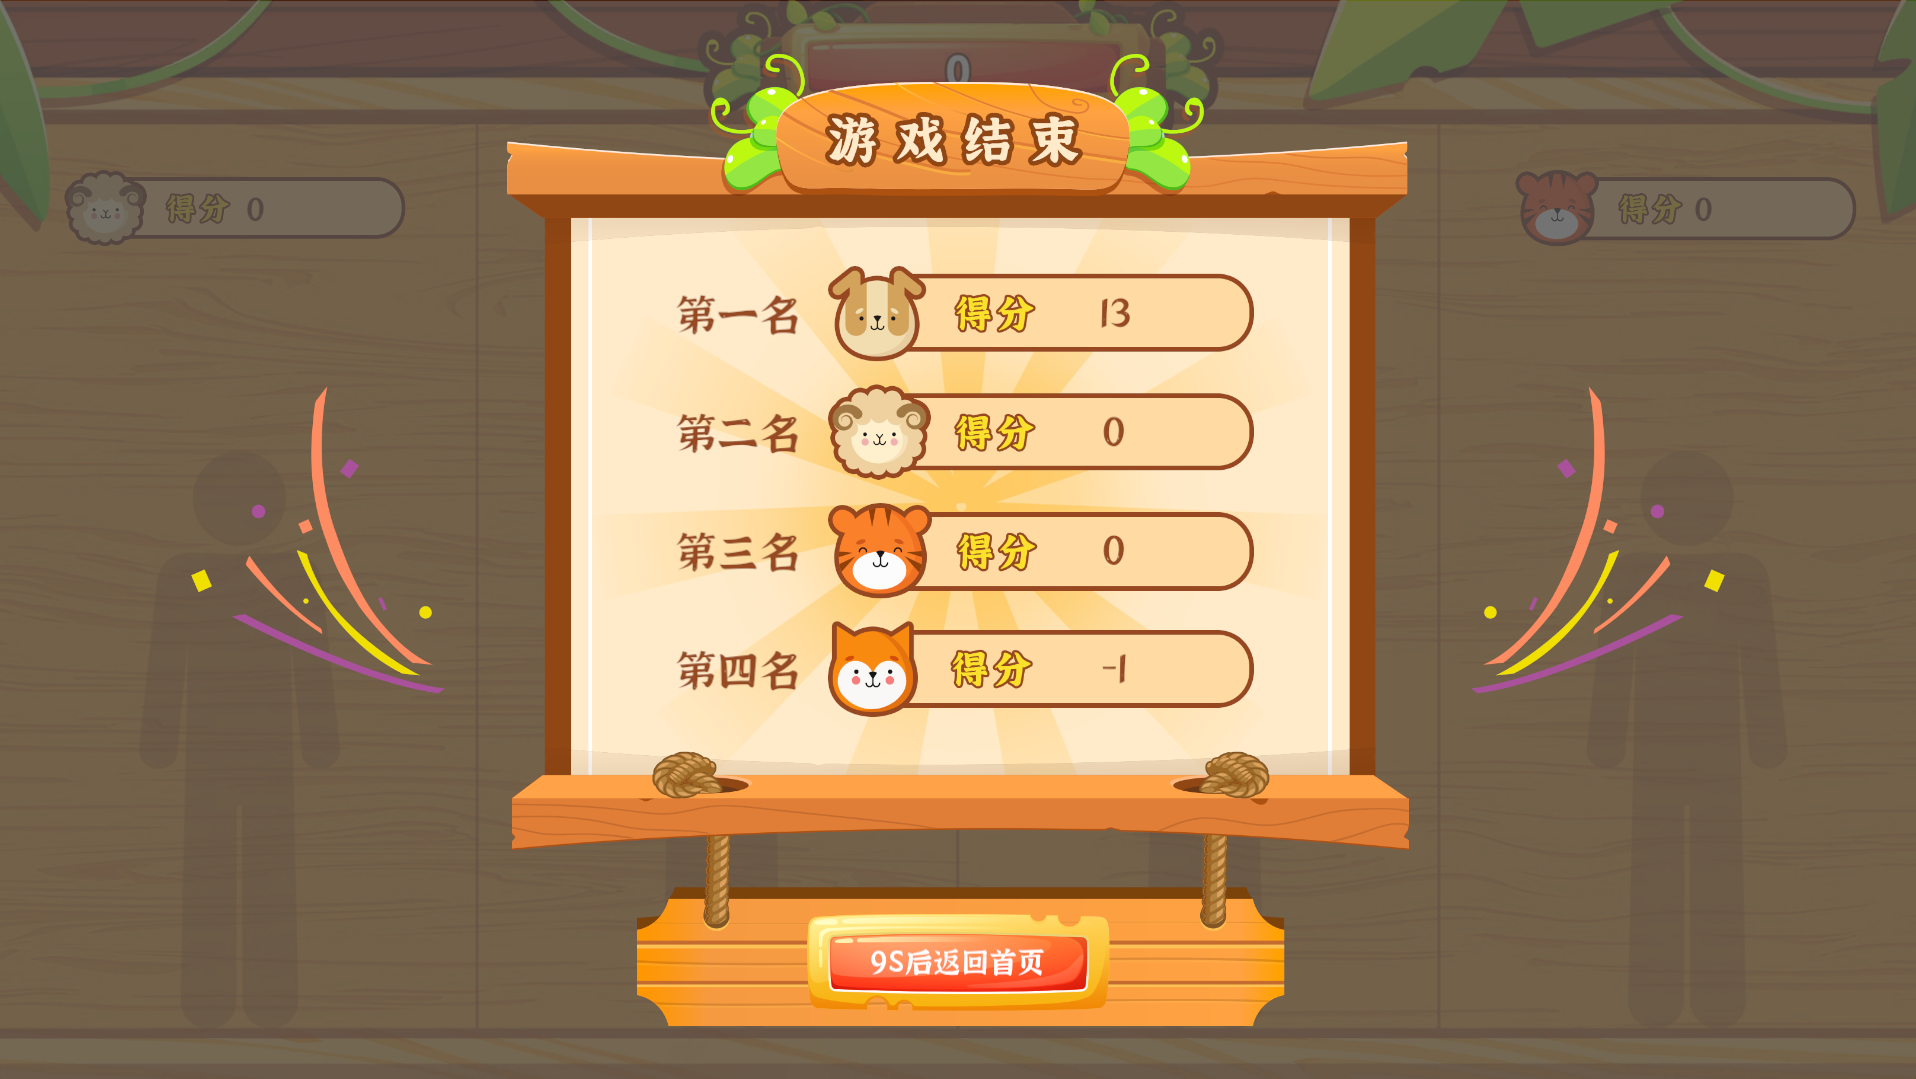 0
游戏结束
得分 0
得分 0
第一名 得分 13
第二名 得分 0
第三名 得分 0
第四名 得分 -1
9S后返回首页